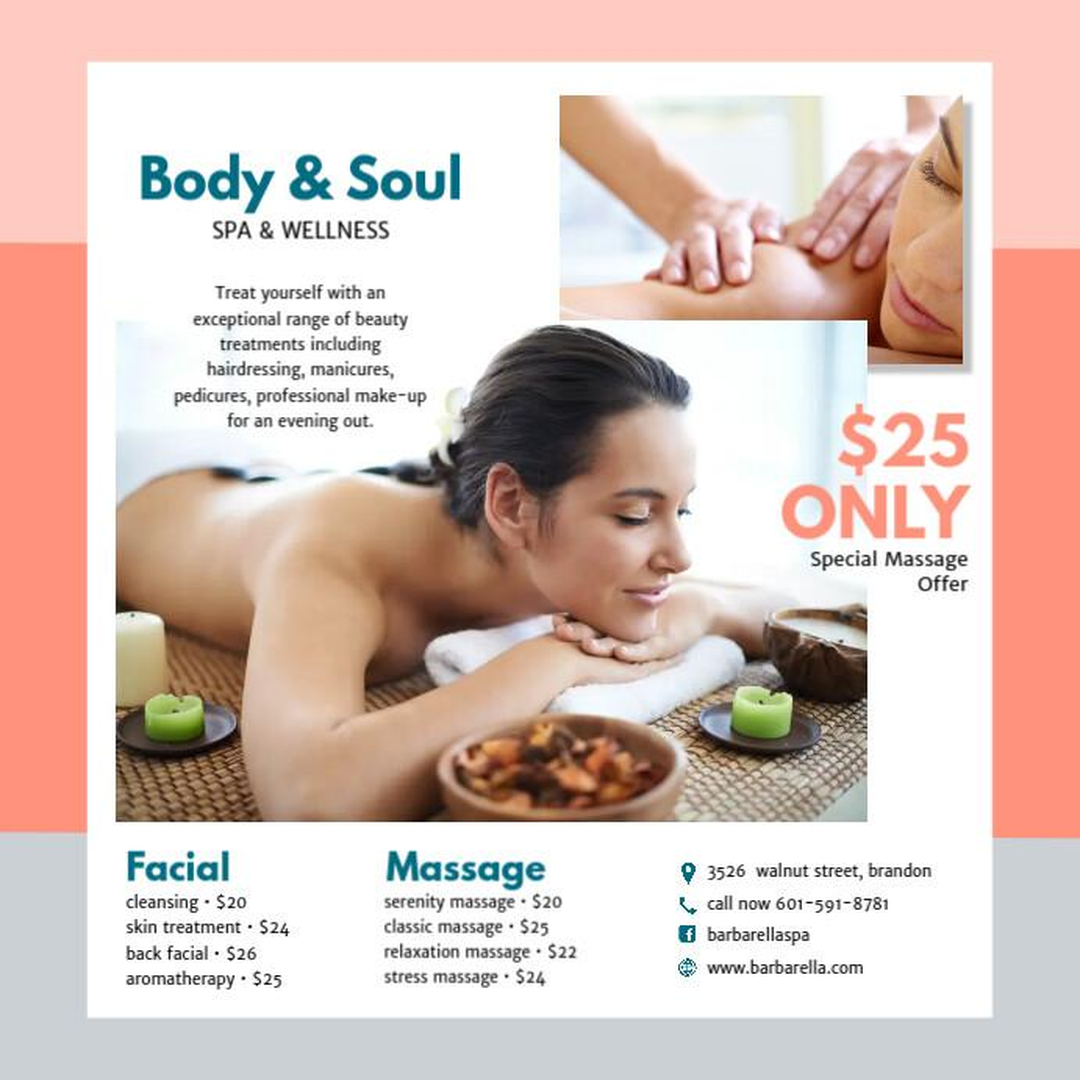 Body & Soul
SPA & WELLNESS
Treat yourself with an
exceptional range of beauty
treatments including
hairdressing, manicures,
pedicures, professional make-up
for an evening out.
$25
ONLY
Special Massage
Offer
Facial
cleansing • $20
skin treatment • $24
back facial • $26
aromatherapy • $25
Massage
serenity massage • $20
classic massage • $25
relaxation massage • $22
stress massage • $24
3526 walnut street, brandon
call now 601-591-8781
barbarellaspa
www.barbarella.com